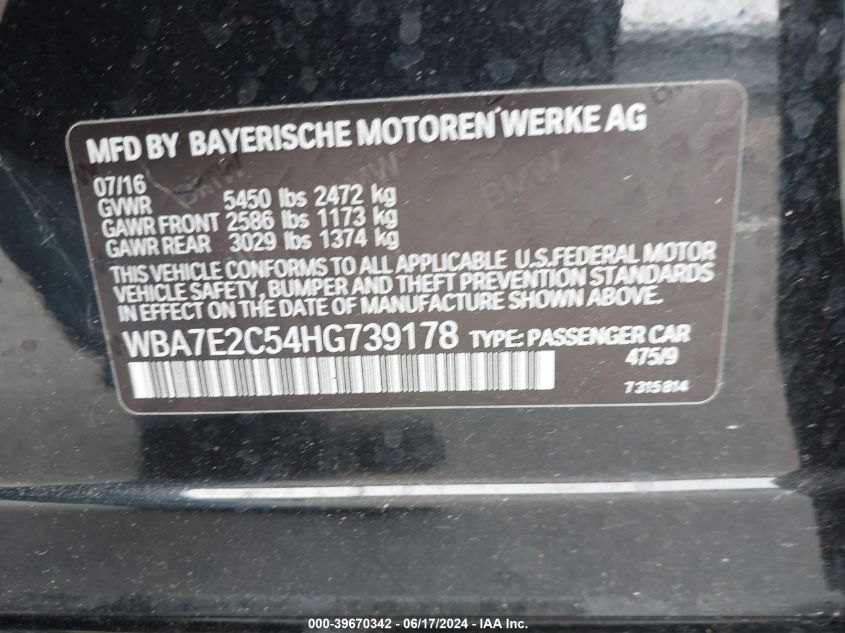 MFD BY BAYERISCHE MOTOREN WERKE AG
07/16
GVWR 5450 lbs 2472 kg
GAWR FRONT 2586 lbs 1173 kg
GAWR REAR 3029 lbs 1374 kg
THIS VEHICLE CONFORMS TO ALL APPLICABLE U.S.FEDERAL MOTOR
VEHICLE SAFETY, BUMPER AND THEFT PREVENTION STANDARDS
IN EFFECT ON THE DATE OF MANUFACTURE SHOWN ABOVE.
WBA7E2C54HG739178 TYPE: PASSENGER CAR
475/9
7315814
000-39670342 - 06/17/2024 - Copyright © 2024 IAA, Inc.